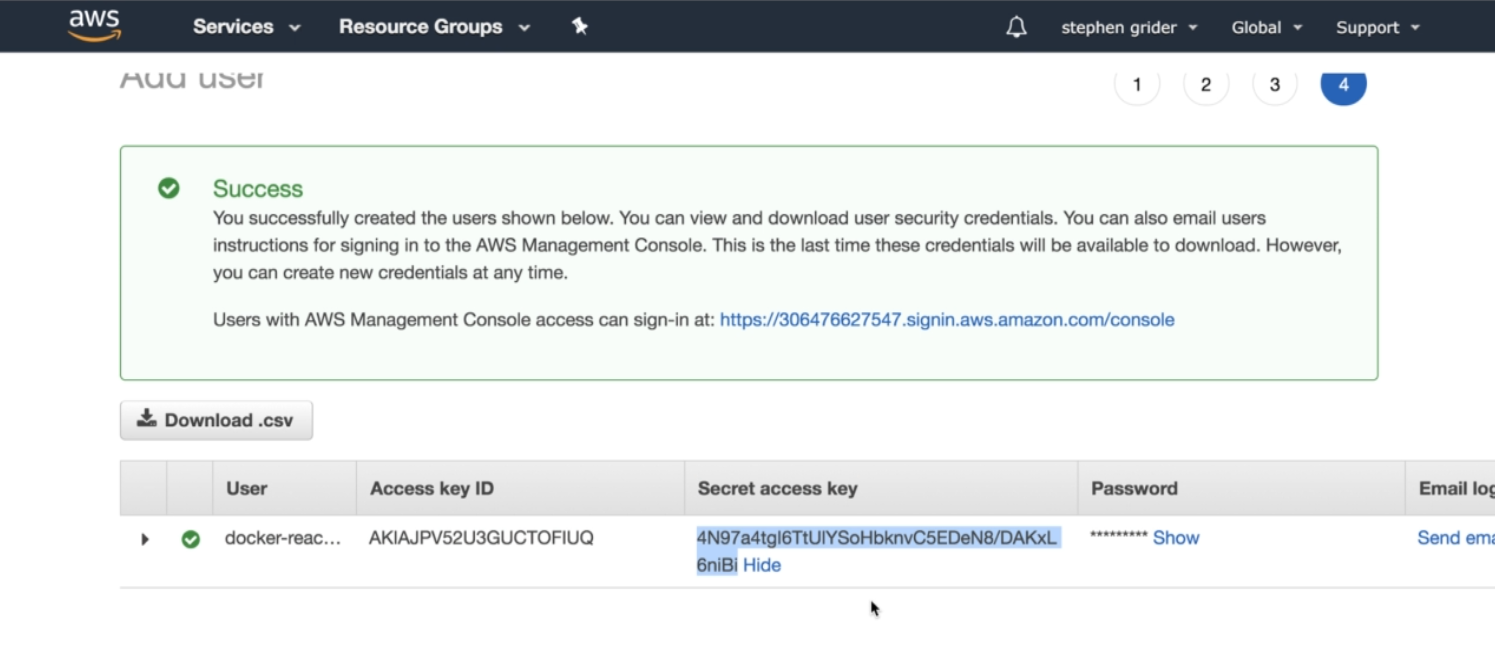 aws
Services
Resource Groups
stephen grider
Global
Support
Add user
1
2
3
4
Success
You successfully created the users shown below. You can view and download user security credentials. You can also email users
instructions for signing in to the AWS Management Console. This is the last time these credentials will be available to download. However,
you can create new credentials at any time.
Users with AWS Management Console access can sign-in at: https://306476627547.signin.aws.amazon.com/console
Download .csv
User
Access key ID
Secret access key
Password
Email log
docker-reac...
AKIAJPV52U3GUCTOFIUQ
********* Show
Send ema
6niBi Hide